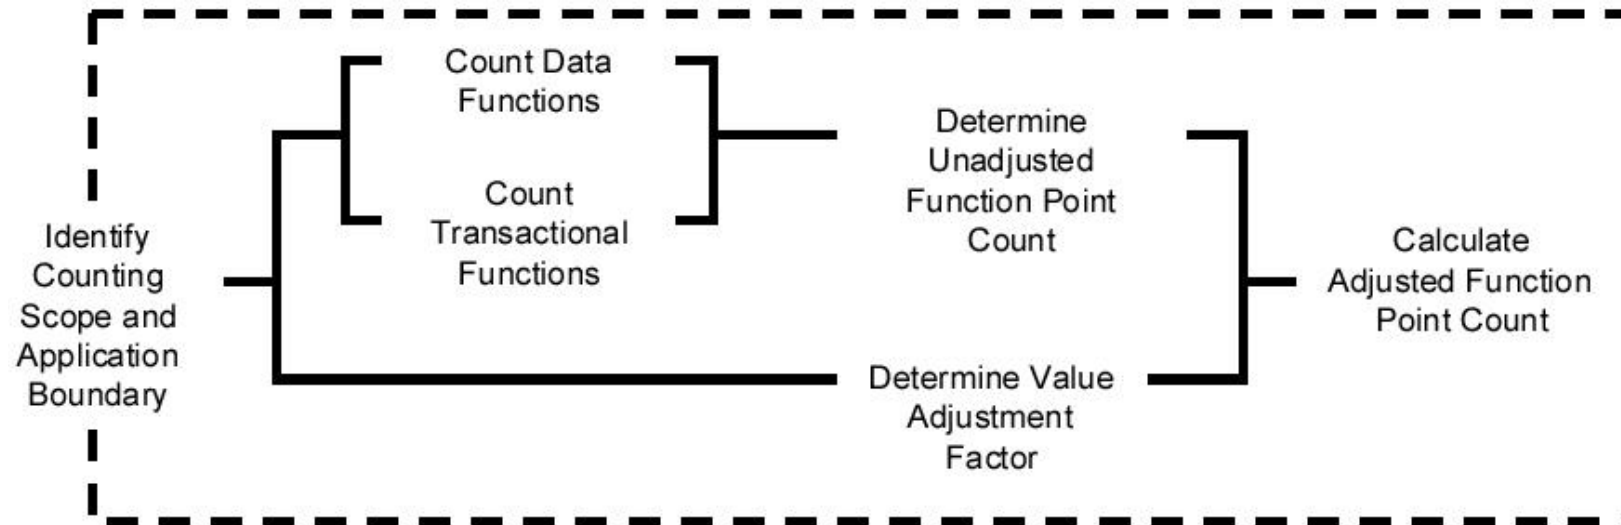 Identify
Counting
Scope and
Application
Boundary
Count Data
Functions
Count
Transactional
Functions
Determine
Unadjusted
Function Point
Count
Determine Value
Adjustment
Factor
Calculate
Adjusted Function
Point Count